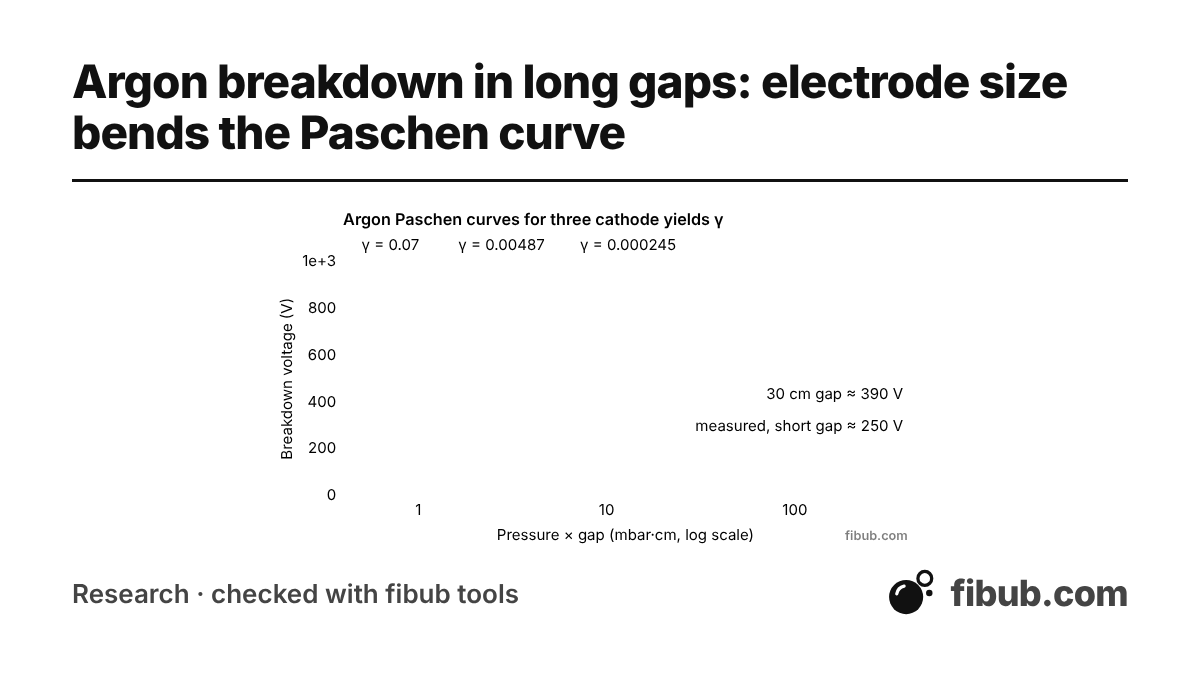 Argon breakdown in long gaps: electrode size
bends the Paschen curve
Argon Paschen curves for three cathode yields γ
γ = 0.07 γ = 0.00487 γ = 0.000245
1e+3
800
600
400
200
0
Breakdown voltage (V)
30 cm gap ≈ 390 V
measured, short gap ≈ 250 V
1 10 100
Pressure × gap (mbar·cm, log scale)
fibub.com
Research · checked with fibub tools
fibub.com